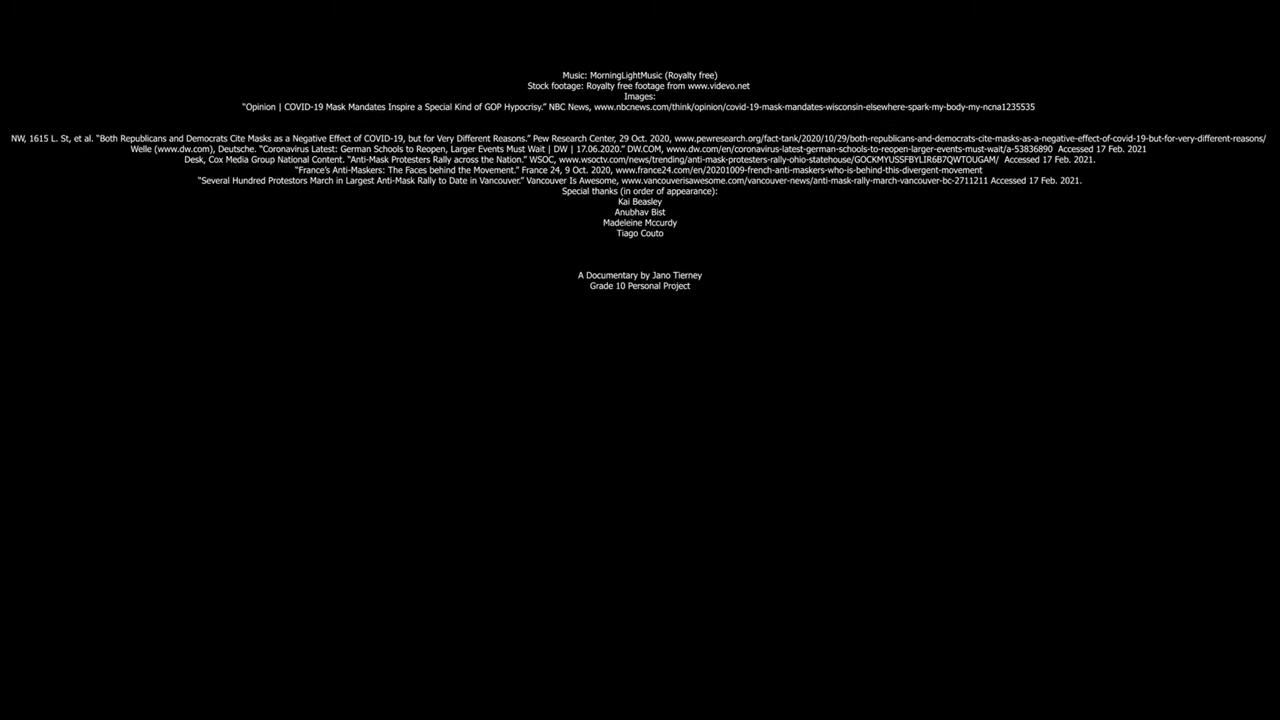 Music: MorningLightMusic (Royalty free)
Stock footage: Royalty free footage from www.videvo.net
Images:
“Opinion | COVID-19 Mask Mandates Inspire a Special Kind of GOP Hypocrisy.” NBC News, www.nbcnews.com/think/opinion/covid-19-mask-mandates-wisconsin-elsewhere-spark-my-body-my-ncna1235535
NW, 1615 L. St, et al. “Both Republicans and Democrats Cite Masks as a Negative Effect of COVID-19, but for Very Different Reasons.” Pew Research Center, 29 Oct. 2020, www.pewresearch.org/fact-tank/2020/10/29/both-republicans-and-democrats-cite-masks-as-a-negative-effect-of-covid-19-but-for-very-different-reasons/
Welle (www.dw.com), Deutsche. “Coronavirus Latest: German Schools to Reopen, Larger Events Must Wait | DW | 17.06.2020.” DW.COM, www.dw.com/en/coronavirus-latest-german-schools-to-reopen-larger-events-must-wait/a-53836890 Accessed 17 Feb. 2021
Desk, Cox Media Group National Content. “Anti-Mask Protesters Rally across the Nation.” WSOC, www.wsoctv.com/news/trending/anti-mask-protesters-rally-ohio-statehouse/GOCKMYUSSFBYLIR6B7QWTOUGAM/ Accessed 17 Feb. 2021.
“France’s Anti-Maskers: The Faces behind the Movement.” France 24, 9 Oct. 2020, www.france24.com/en/20201009-french-anti-maskers-who-is-behind-this-divergent-movement
“Several Hundred Protestors March in Largest Anti-Mask Rally to Date in Vancouver.” Vancouver Is Awesome, www.vancouverisawesome.com/vancouver-news/anti-mask-rally-march-vancouver-bc-2711211 Accessed 17 Feb. 2021.
Special thanks (in order of appearance):
Kai Beasley
Anubhav Bist
Madeleine Mccurdy
Tiago Couto
A Documentary by Jano Tierney
Grade 10 Personal Project